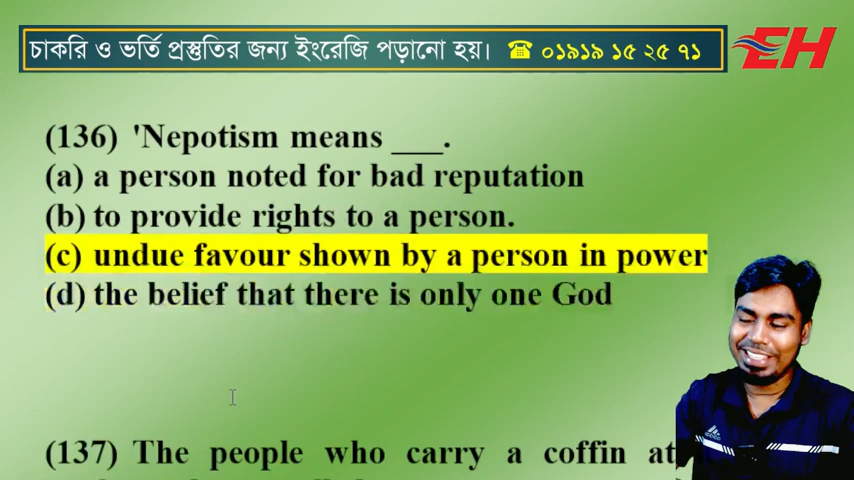 চাকরি ও ভর্তি প্রস্তুতির জন্য ইংরেজি পড়ানো হয়। ☎ ০১৯১৯ ১৫ ২৫ ৭১
EH
(136) 'Nepotism means ___.
(a) a person noted for bad reputation
(b) to provide rights to a person.
(c) undue favour shown by a person in power
(d) the belief that there is only one God
(137) The people who carry a coffin at